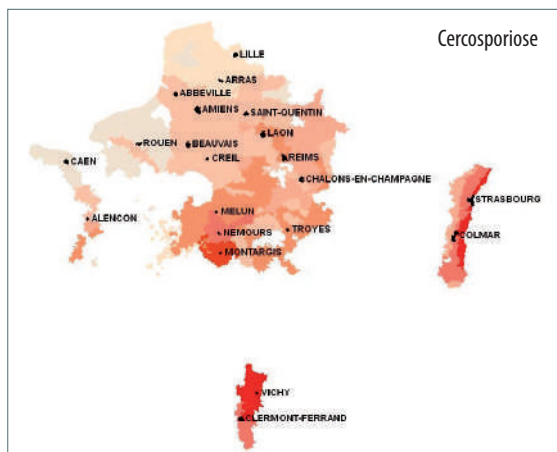 Cercosporiose
LILLE
ARRAS
ABBEVILLE
AMIENS
SAINT-QUENTIN
LAON
ROUEN
BEAUVAIS
CREIL
REIMS
CAEN
CHALONS-EN-CHAMPAGNE
STRASBOURG
ALENCON
MELUN
NEMOURS
TROYES
COLMAR
MONTARGIS
VICHY
CLERMONT-FERRAND